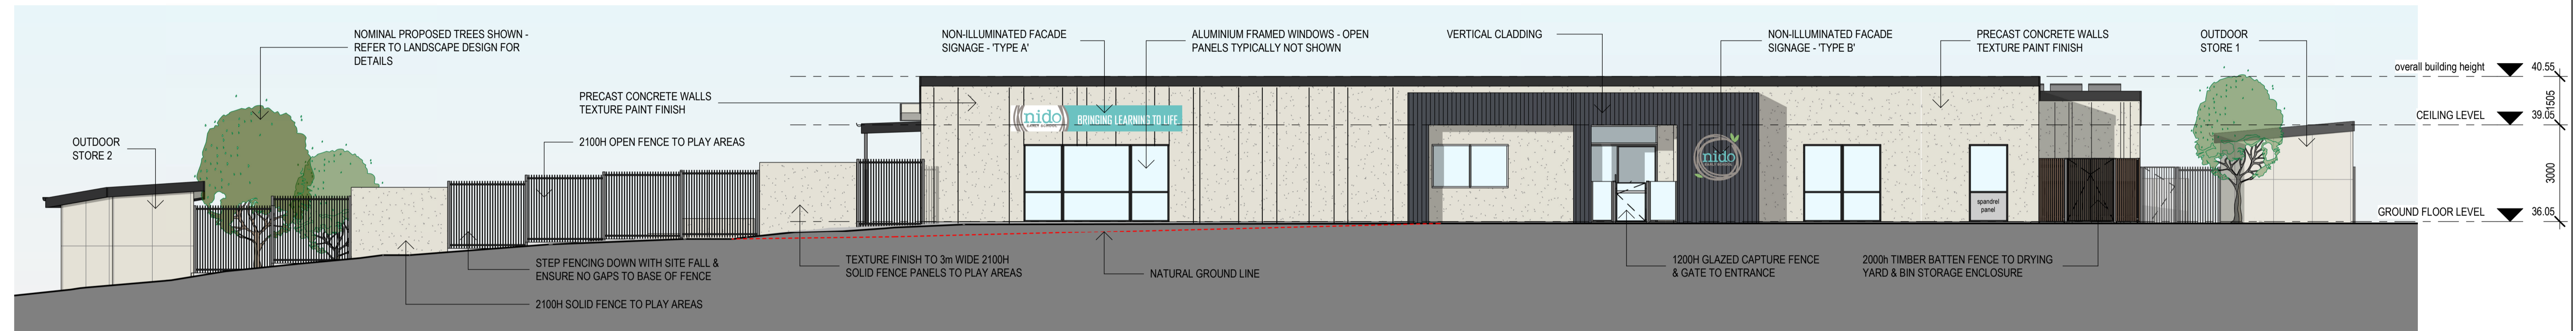 NOMINAL PROPOSED TREES SHOWN -
REFER TO LANDSCAPE DESIGN FOR
DETAILS
NON-ILLUMINATED FACADE
SIGNAGE - 'TYPE A'
ALUMINIUM FRAMED WINDOWS - OPEN
PANELS TYPICALLY NOT SHOWN
VERTICAL CLADDING
NON-ILLUMINATED FACADE
SIGNAGE - 'TYPE B'
PRECAST CONCRETE WALLS
TEXTURE PAINT FINISH
OUTDOOR
STORE 1
overall building height
40.55
1505
CEILING LEVEL
39.05
3000
GROUND FLOOR LEVEL
36.05
PRECAST CONCRETE WALLS
TEXTURE PAINT FINISH
2100H OPEN FENCE TO PLAY AREAS
OUTDOOR
STORE 2
nido
EARLY SCHOOL
BRINGING LEARNING TO LIFE
nido
EARLY SCHOOL
spandrel
panel
STEP FENCING DOWN WITH SITE FALL &
ENSURE NO GAPS TO BASE OF FENCE
2100H SOLID FENCE TO PLAY AREAS
TEXTURE FINISH TO 3m WIDE 2100H
SOLID FENCE PANELS TO PLAY AREAS
NATURAL GROUND LINE
1200H GLAZED CAPTURE FENCE
& GATE TO ENTRANCE
2000h TIMBER BATTEN FENCE TO DRYING
YARD & BIN STORAGE ENCLOSURE